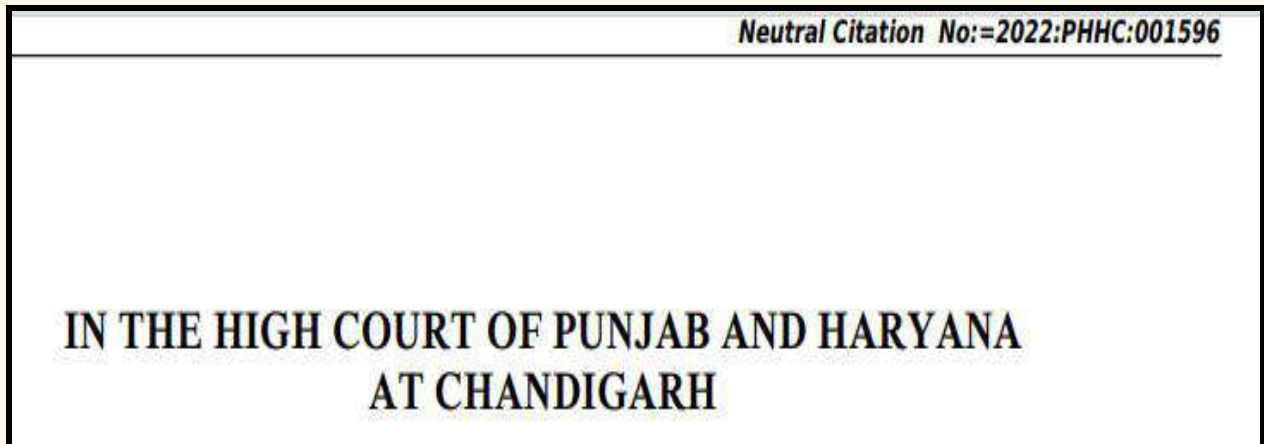 Neutral Citation No:=2022:PHHC:001596
IN THE HIGH COURT OF PUNJAB AND HARYANA
AT CHANDIGARH